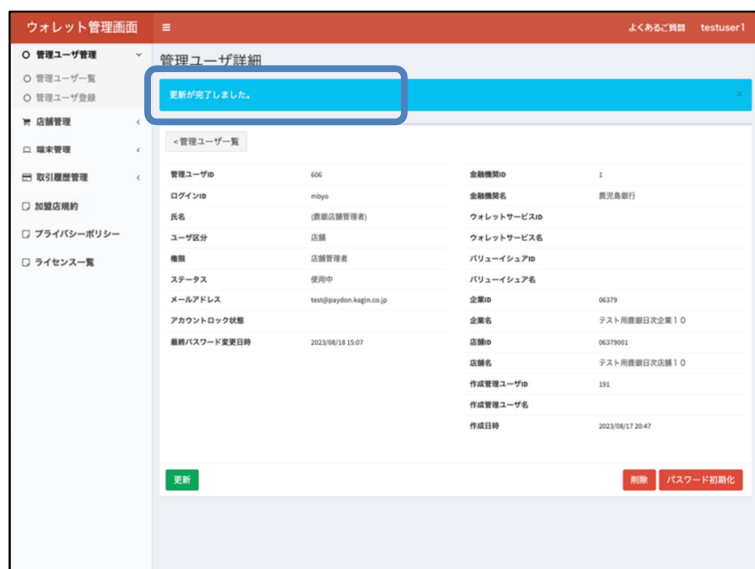 ウォレット管理画面
よくあるご質問 testuser1
管理ユーザ管理
管理ユーザ一覧
管理ユーザ登録
店舗管理
端末管理
取引履歴管理
加盟店規約
プライバシーポリシー
ライセンス一覧
管理ユーザ詳細
更新が完了しました。
×
<管理ユーザ一覧
管理ユーザID 606
ログインID mbyo
氏名 (鹿銀店舗管理者)
ユーザ区分 店舗
権限 店舗管理者
ステータス 使用中
メールアドレス test@paydon.kagin.co.jp
アカウントロック状態
最終パスワード変更日時 2023/08/18 15:07
金融機関ID 1
金融機関名 鹿児島銀行
ウォレットサービスID
ウォレットサービス名
バリューイシュアID
バリューイシュア名
企業ID 06379
企業名 テスト用鹿銀日次企業10
店舗ID 06379001
店舗名 テスト用鹿銀日次店舗10
作成管理ユーザID 191
作成管理ユーザ名
作成日時 2023/08/17 20:47
更新
削除 パスワード初期化